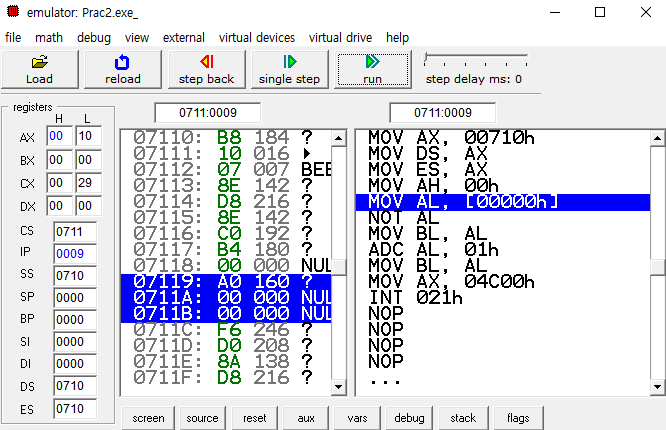 emulator: Prac2.exe_
file math debug view external virtual devices virtual drive help
Load reload step back single step run step delay ms: 0
registers
H L
AX 00 10
BX 00 00
CX 00 29
DX 00 00
CS 0711
IP 0009
SS 0710
SP 0000
BP 0000
SI 0000
DI 0000
DS 0710
ES 0710
0711:0009
07110: B8 184 ?
07111: 10 016 ►
07112: 07 007 BEE
07113: 8E 142 ?
07114: D8 216 ?
07115: 8E 142 ?
07116: C0 192 ?
07117: B4 180 ?
07118: 00 000 NUL
07119: A0 160 ?
0711A: 00 000 NUL
0711B: 00 000 NUL
0711C: F6 246 ?
0711D: D0 208 ?
0711E: 8A 138 ?
0711F: D8 216 ?
0711:0009
MOV AX, 00710h
MOV DS, AX
MOV ES, AX
MOV AH, 00h
MOV AL, [00000h]
NOT AL
MOV BL, AL
ADC AL, 01h
MOV BL, AL
MOV AX, 04C00h
INT 021h
NOP
NOP
NOP
NOP
...
screen source reset aux vars debug stack flags